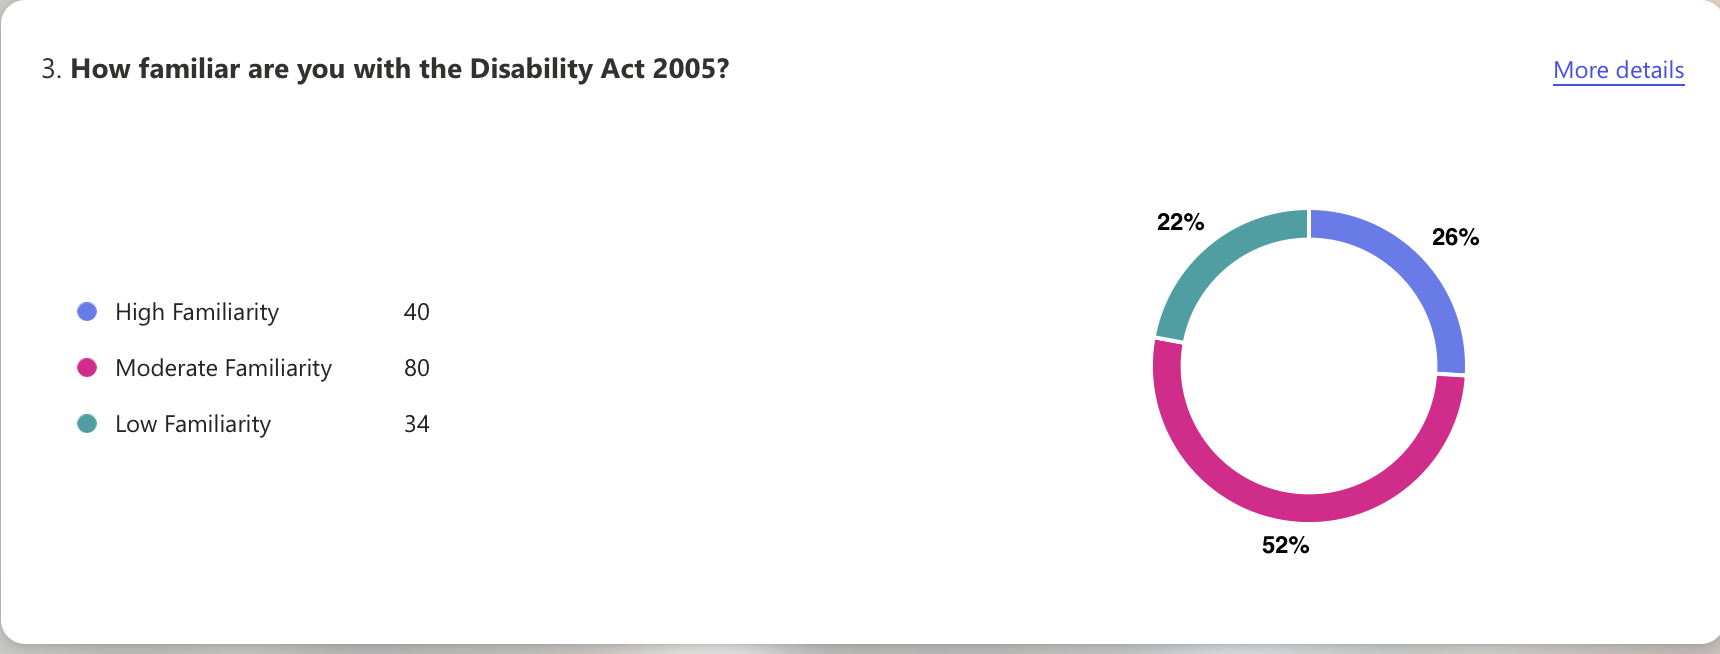 3. How familiar are you with the Disability Act 2005?
More details
High Familiarity 40
Moderate Familiarity 80
Low Familiarity 34
22%
26%
52%